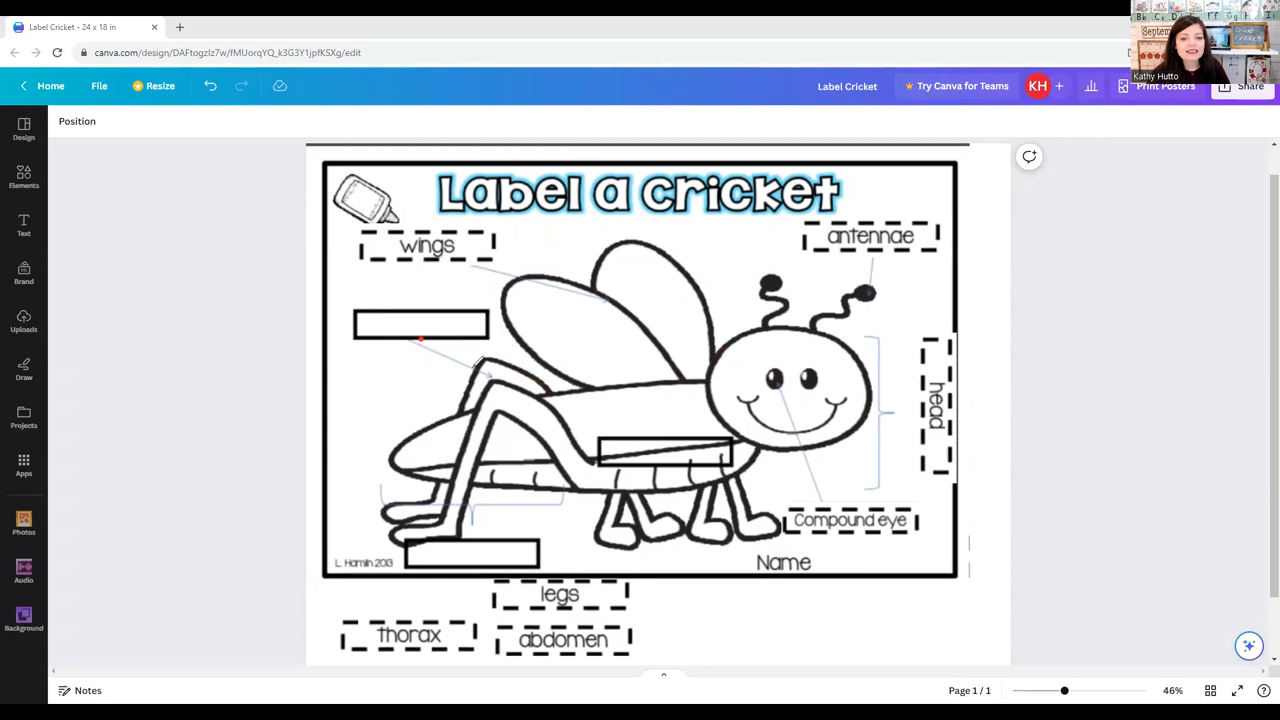 Label Cricket - 24 x 18 in
canva.com/design/DAFtogzIz7w/fMUorqYQ_k3G3Y1jpfKSXg/edit
Home File Resize Label Cricket Try Canva for Teams KH Print Posters Share
Kathy Hutto
Position
Design
Elements
Text
Brand
Uploads
Draw
Projects
Apps
Photos
Audio
Background
Label a cricket
wings
antennae
head
Compound eye
L. Hamlin 2013
Name
legs
thorax
abdomen
Notes Page 1 / 1 46%